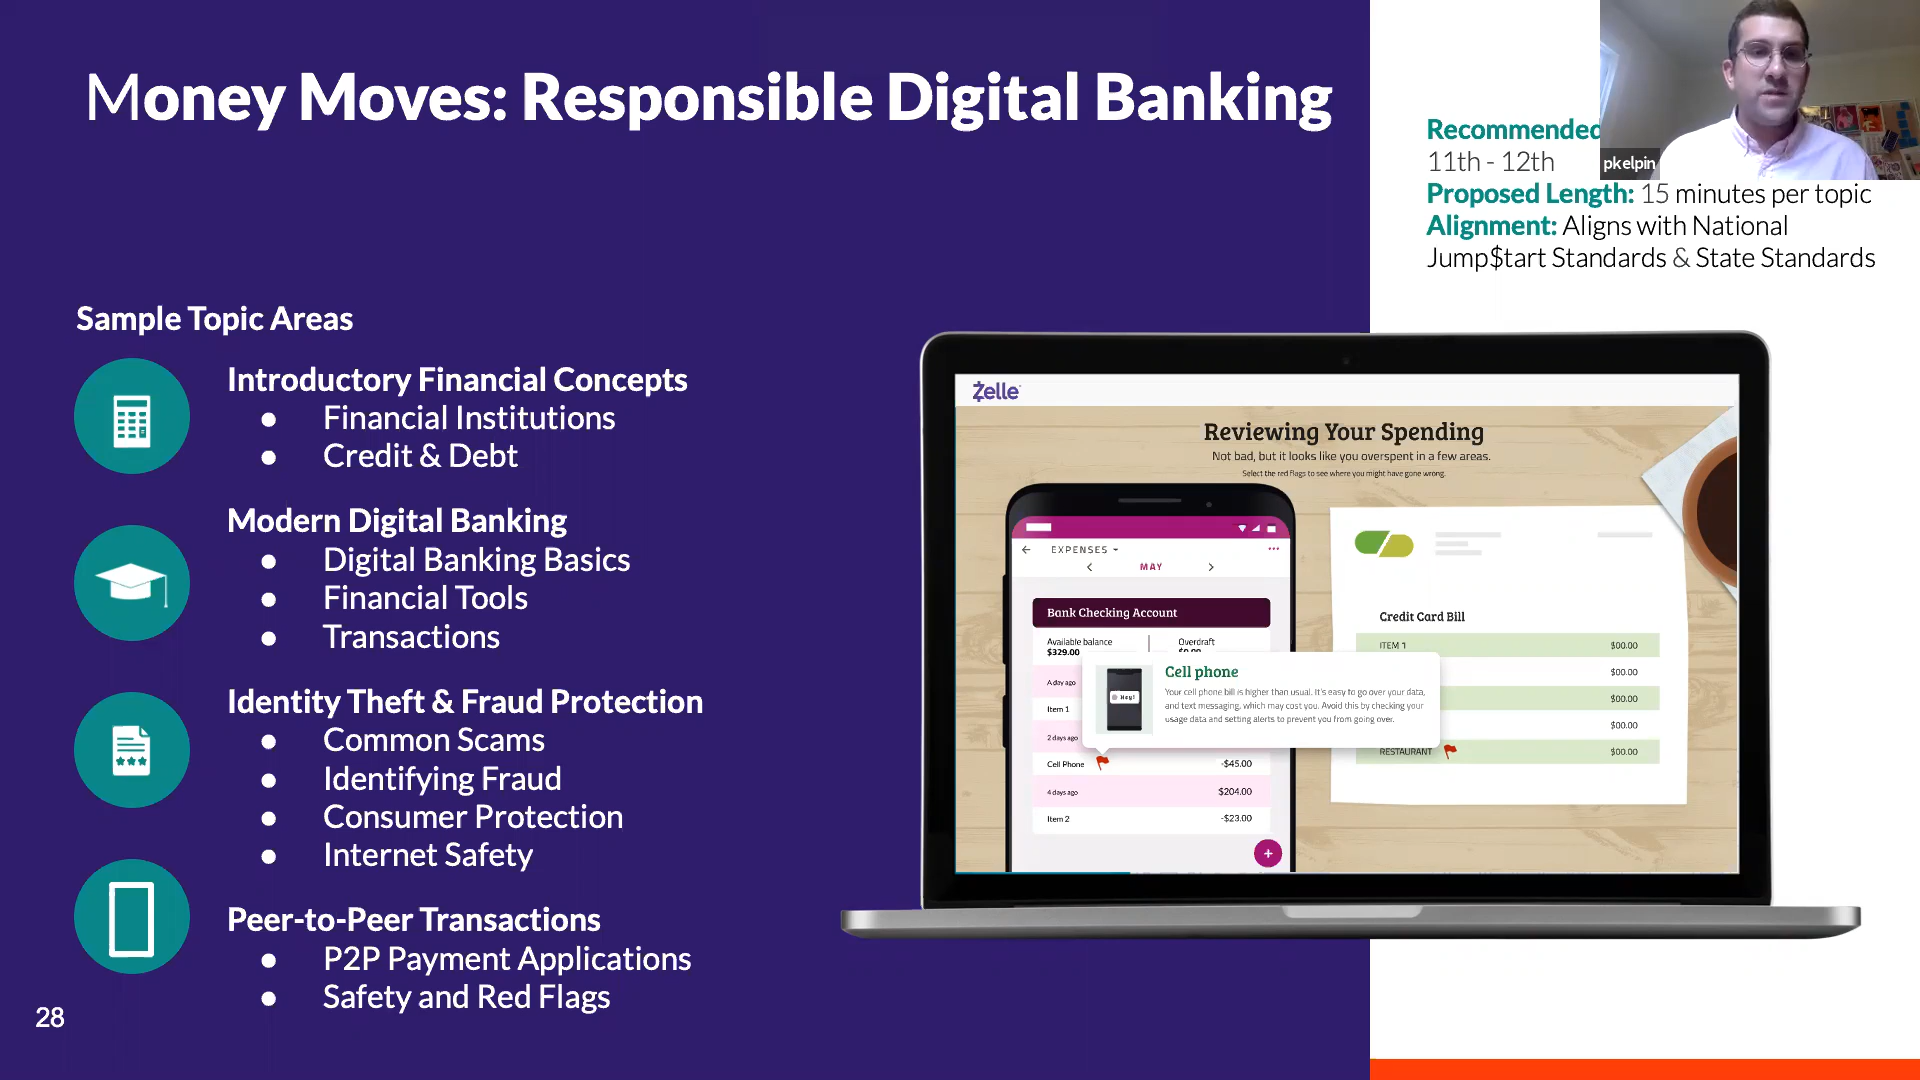 Money Moves: Responsible Digital Banking
Recommended
11th - 12th
pkelpin
Proposed Length: 15 minutes per topic
Alignment: Aligns with National
Jump$tart Standards & State Standards
Sample Topic Areas
Introductory Financial Concepts
● Financial Institutions
● Credit & Debt
Modern Digital Banking
● Digital Banking Basics
● Financial Tools
● Transactions
Identity Theft & Fraud Protection
● Common Scams
● Identifying Fraud
● Consumer Protection
● Internet Safety
Peer-to-Peer Transactions
● P2P Payment Applications
● Safety and Red Flags
28
Zelle
Reviewing Your Spending
Not bad, but it looks like you overspent in a few areas.
Select the red flags to see where you might have gone wrong.
EXPENSES
MAY
Bank Checking Account
Available balance
$329.00
Overdraft
$0.00
A day ago
Item 1
2 days ago
Cell Phone -$45.00
4 days ago $204.00
Item 2 -$23.00
+
Cell phone
Hey!
Your cell phone bill is higher than usual. It's easy to go over your data,
and text messaging, which may cost you. Avoid this by checking your
usage data and setting alerts to prevent you from going over.
Credit Card Bill
ITEM 1 $00.00
$00.00
$00.00
$00.00
RESTAURANT $00.00